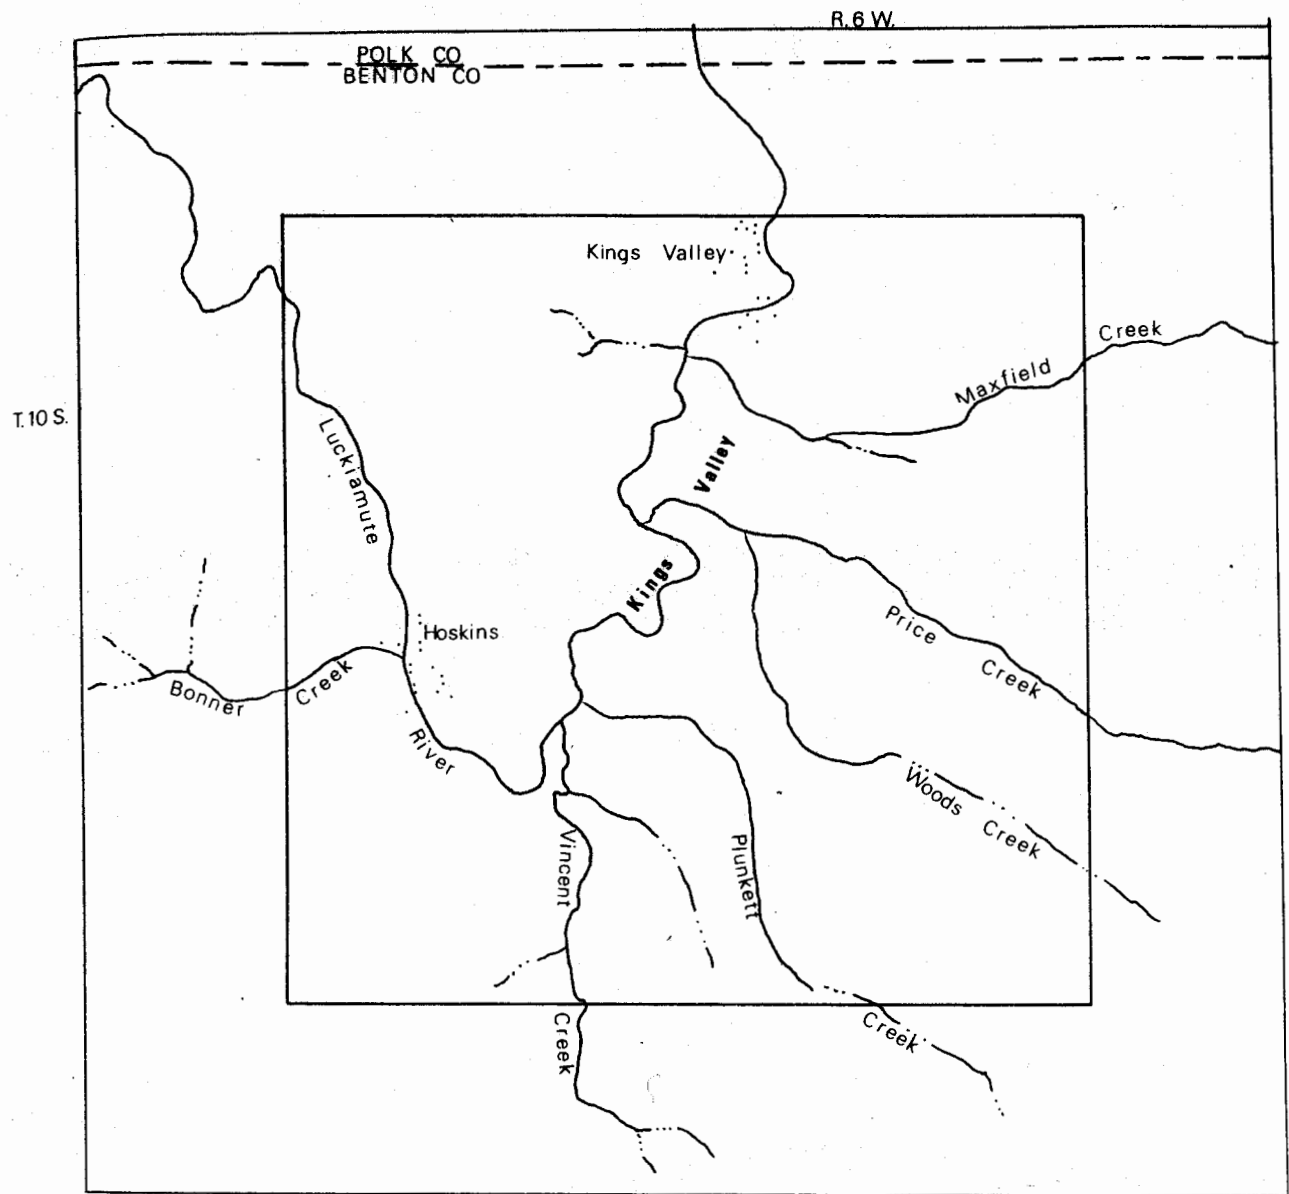 R.6 W.
POLK CO
BENTON CO
Kings Valley
Creek
Maxfield
T.10 S.
Luckiamute
Valley
Kings
Hoskins
Price
Creek
Bonner
Creek
River
Woods
Creek
Vincent
Plunkett
Creek
Creek